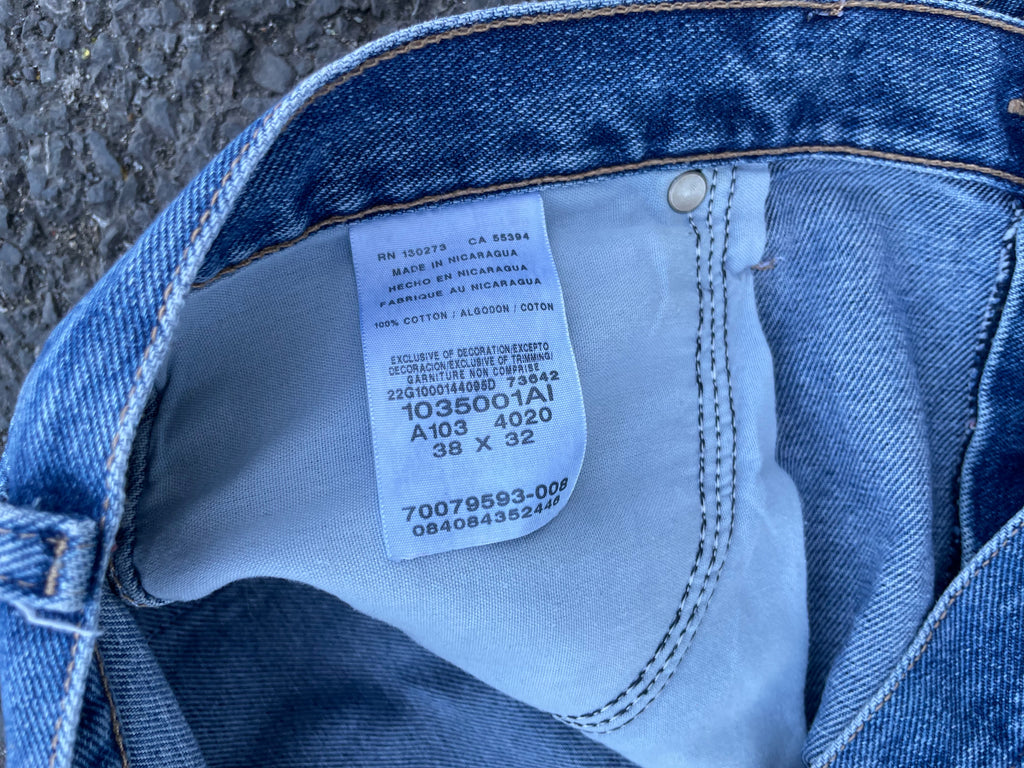 RN 130273 CA 55394
MADE IN NICARAGUA
HECHO EN NICARAGUA
FABRIQUE AU NICARAGUA
100% COTTON / ALGODON / COTON
EXCLUSIVE OF DECORATION/EXCEPTO
DECORACION/EXCLUSIVE OF TRIMMING/
GARNITURE NON COMPRISE
22G1000144095D 73642
1035001AI
A103 4020
38 X 32
70079593-008
084084352448